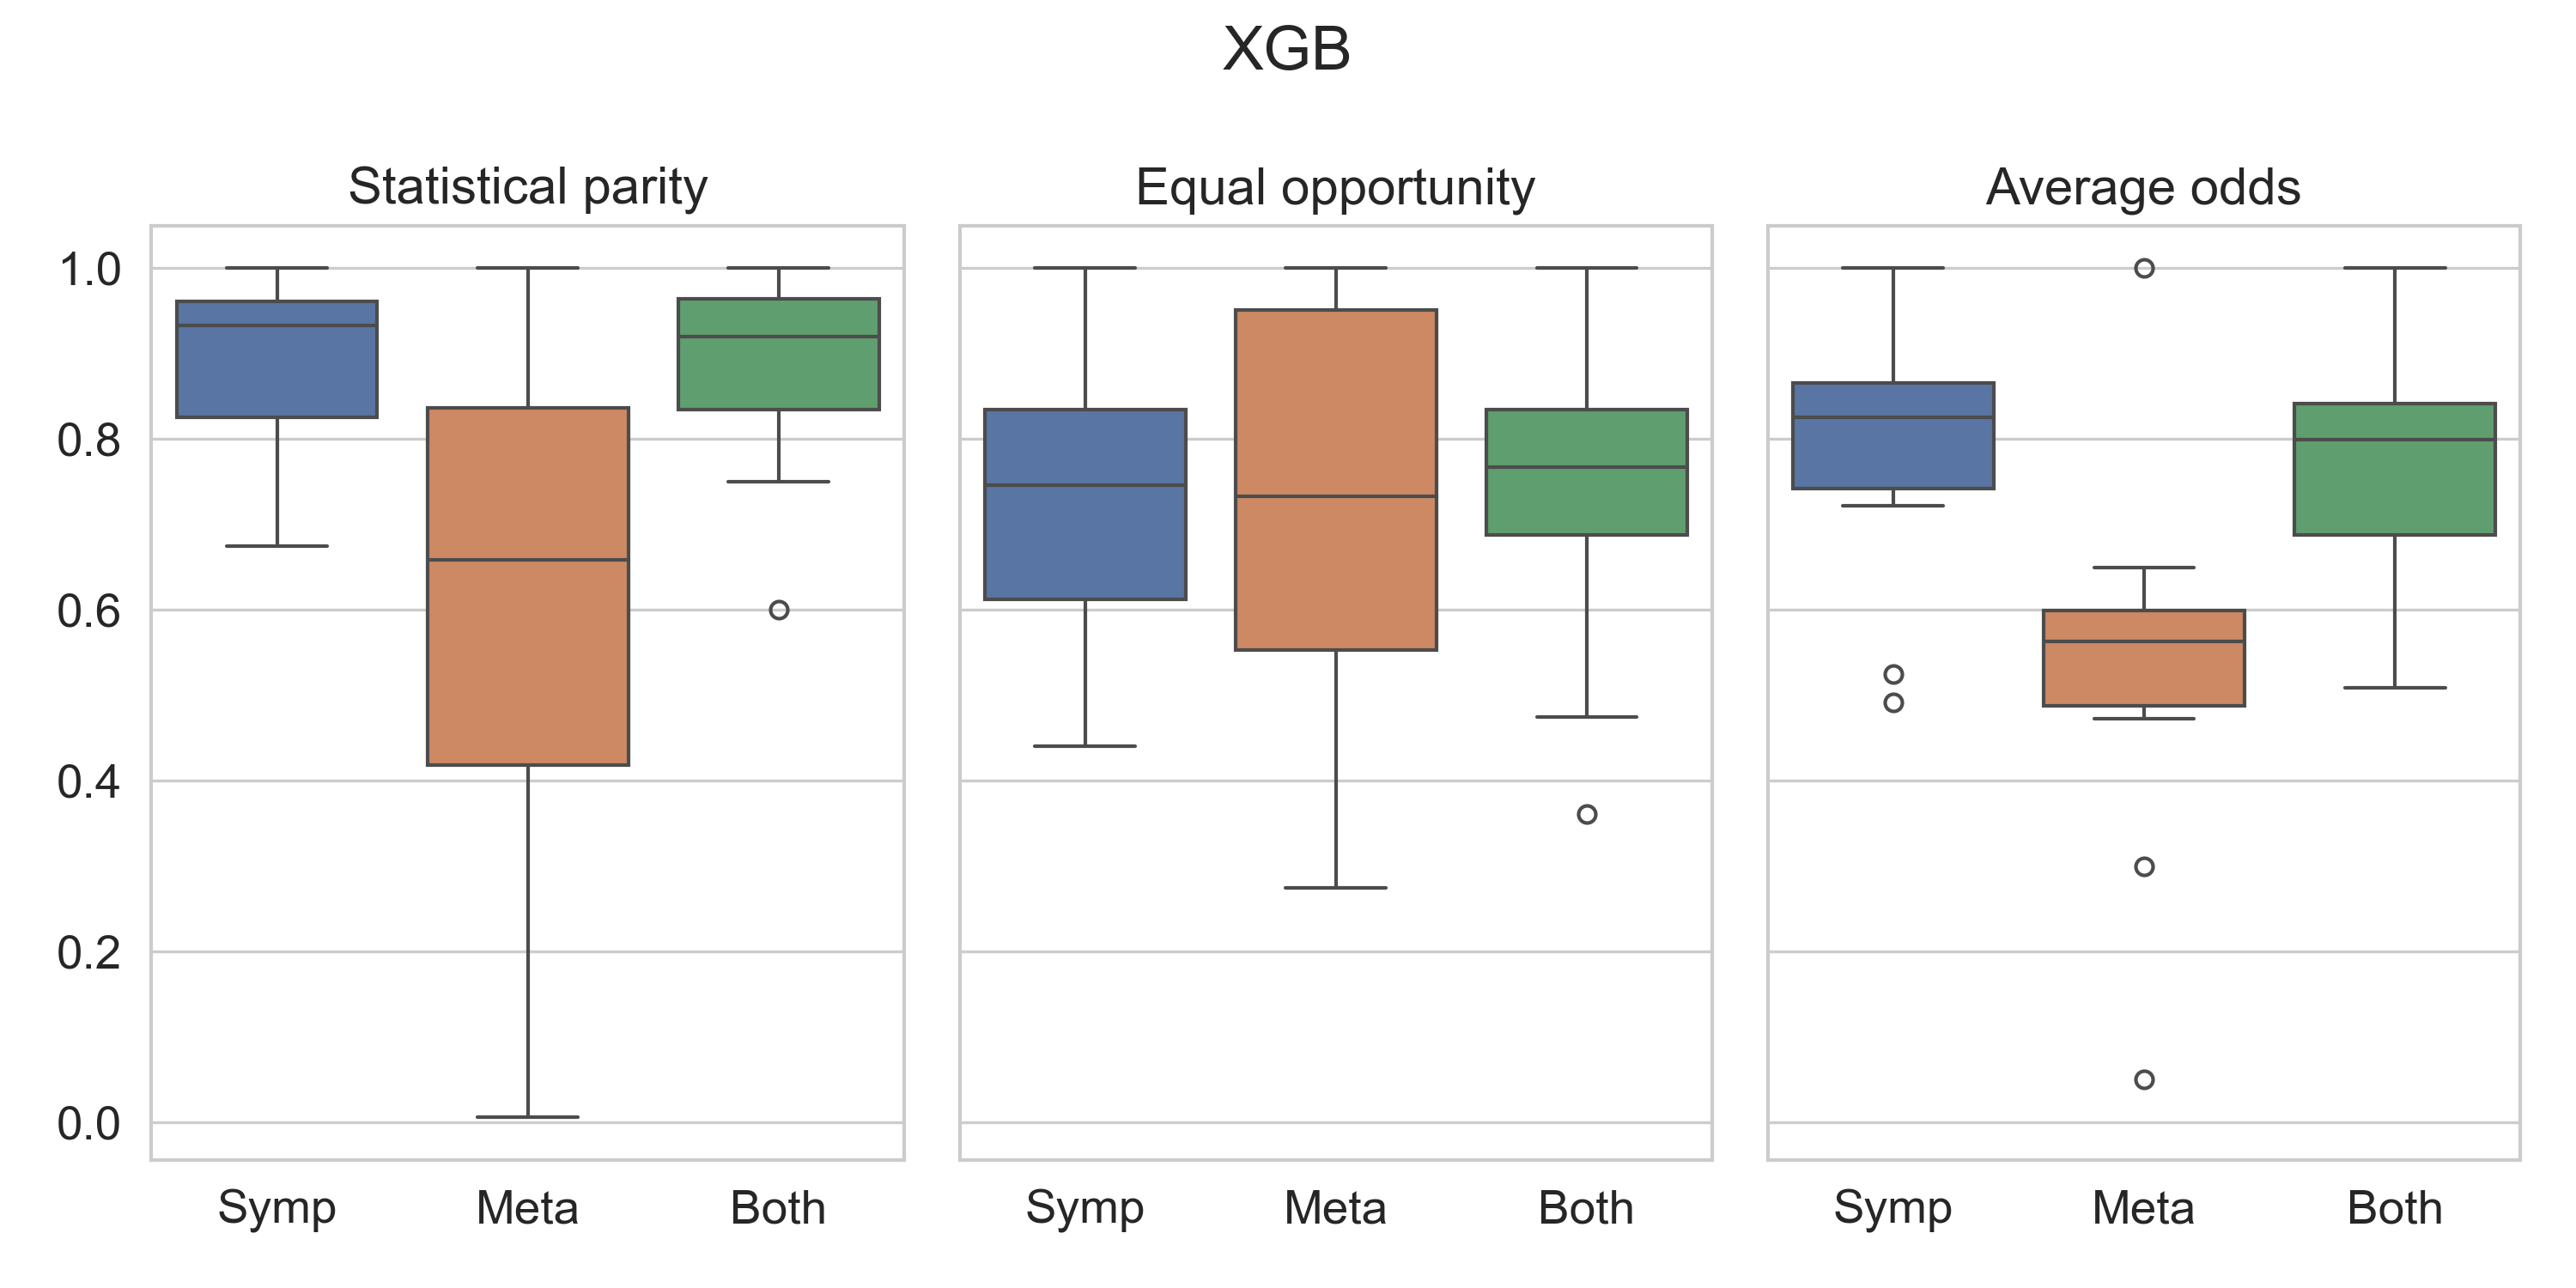 XGB
Statistical parity
Equal opportunity
Average odds
1.0
0.8
0.6
0.4
0.2
0.0
Symp Meta Both
Symp Meta Both
Symp Meta Both